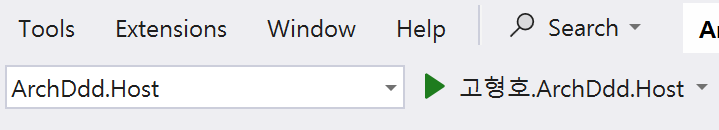 Tools Extensions Window Help Search
ArchDdd.Host 고형호.ArchDdd.Host